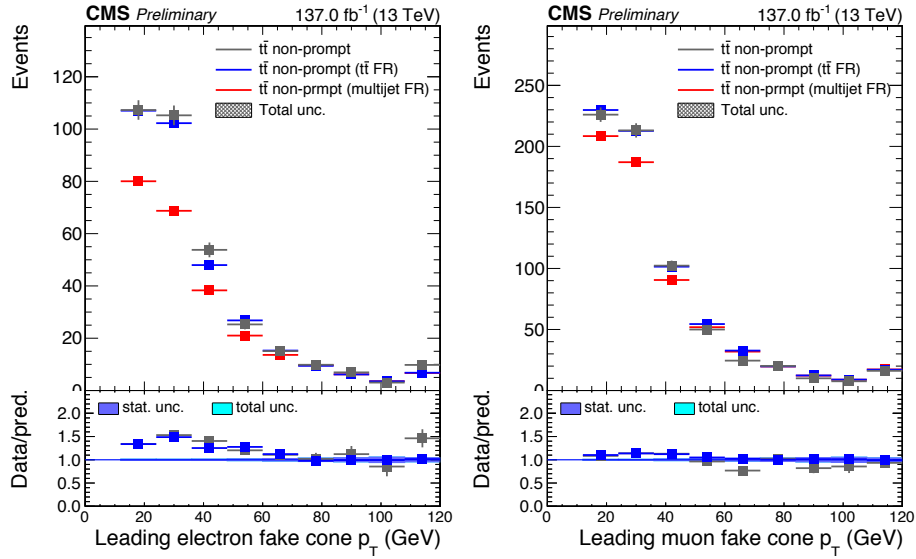 CMS Preliminary 137.0 fb⁻¹ (13 TeV)
Events
tt̄ non-prompt
tt̄ non-prompt (tt̄ FR)
tt̄ non-prmpt (multijet FR)
Total unc.
120
100
80
60
40
20
Data/pred.
stat. unc.
total unc.
2.0
1.5
1.0
0.5
0.0
0 20 40 60 80 100 120
Leading electron fake cone p_T (GeV)
CMS Preliminary 137.0 fb⁻¹ (13 TeV)
Events
tt̄ non-prompt
tt̄ non-prompt (tt̄ FR)
tt̄ non-prmpt (multijet FR)
Total unc.
250
200
150
100
50
0
Data/pred.
stat. unc.
total unc.
2.0
1.5
1.0
0.5
0.0
0 20 40 60 80 100 120
Leading muon fake cone p_T (GeV)